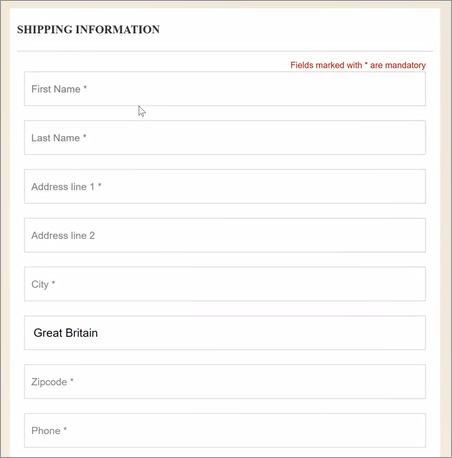 SHIPPING INFORMATION
Fields marked with * are mandatory
First Name *
Last Name *
Address line 1 *
Address line 2
City *
Great Britain
Zipcode *
Phone *